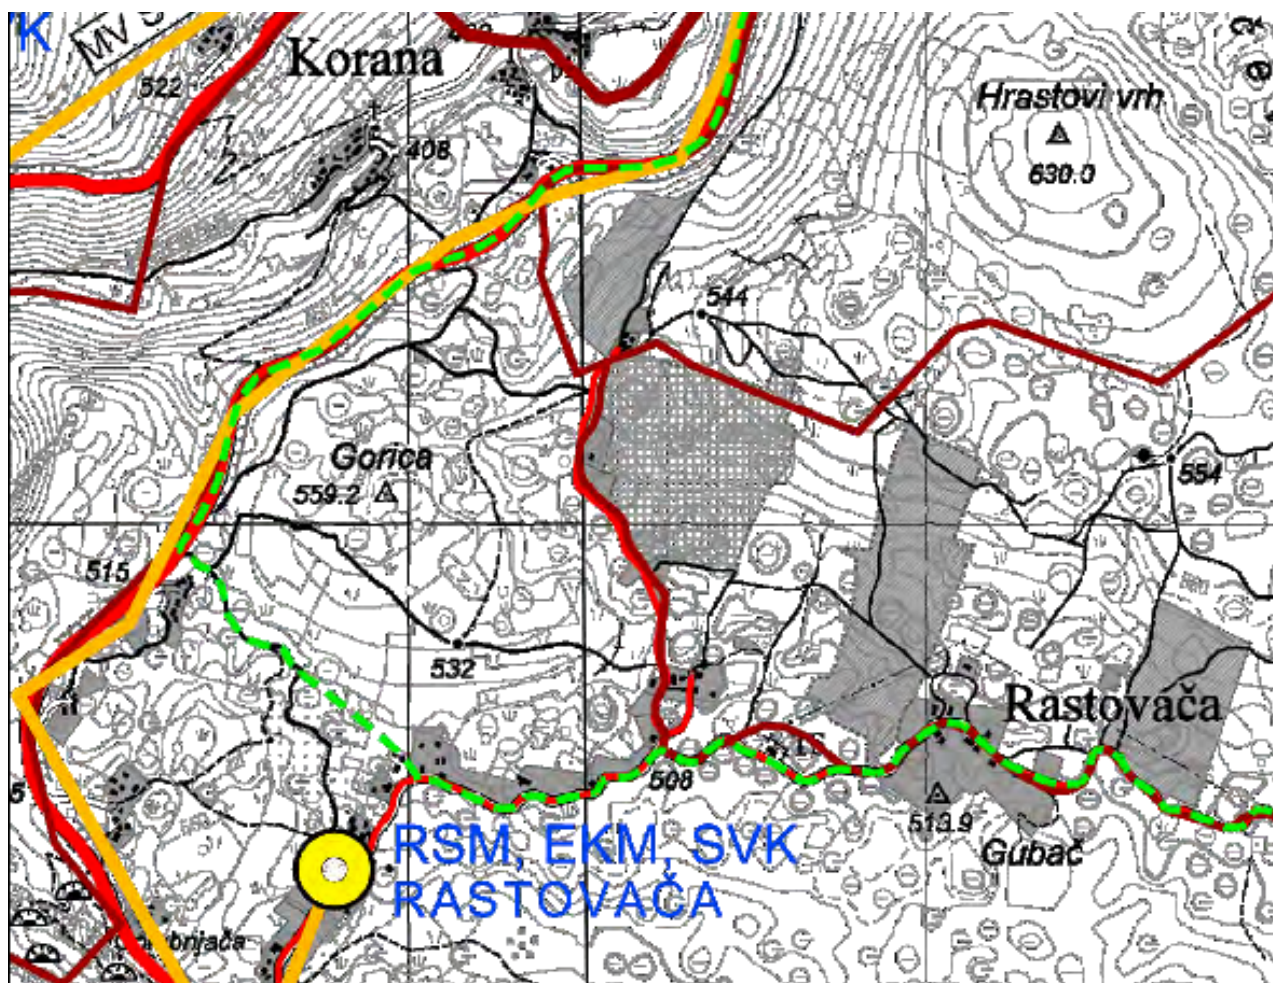 K
MV
Korana
522
408
Hrastovi vrh
630.0
544
Gorica
559.2
554
515
532
Rastovača
508
513.9
Gubač
RSM, EKM, SVK
RASTOVAČA